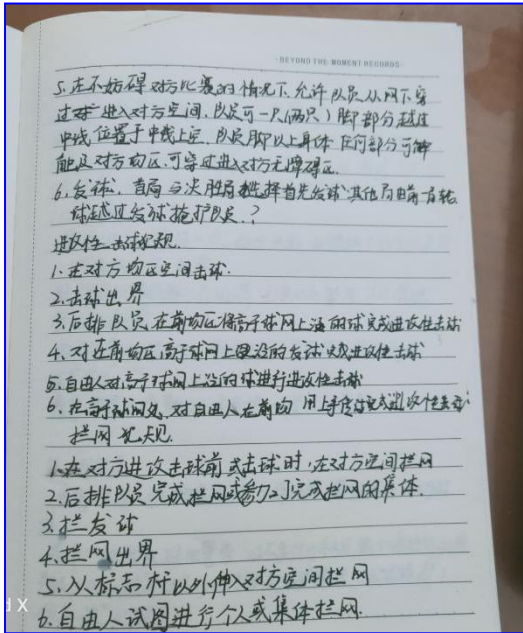 ·BEYOND THE MOMENT RECORDS·
5.在不妨碍对方比赛的情况下允许队员从网下穿
过进入对方空间,队员可一只(两只)脚部分越过
中线位置于中线上空,队员脚以上身体任何部分可触
触及对方场区,可穿过进入对方无障碍区.
6.发球,首局与决胜局选择首先发球 其他局由前一局
球越过发球掩护队员.?
进攻性击球犯规.
1.在对方场区空间击球.
2.击球出界
3.后排队员在前场区将高于球网上沿的球完成进攻性击球
4.对在前场区高于球网上沿的发球完成进攻性击球
5.自由人对高于球网上沿的球进行进攻性击球
6.在高于球网处,对自由人在前场用上手传球完成进攻性击球
拦网犯规.
1.在对方进攻击球前或击球时,在对方空间拦网
2.后排队员完成拦网或参加了完成拦网的集体.
3.拦发球
4.拦网出界
5.从标志杆以外伸入对方空间拦网
6.自由人试图进行个人或集体拦网.
X